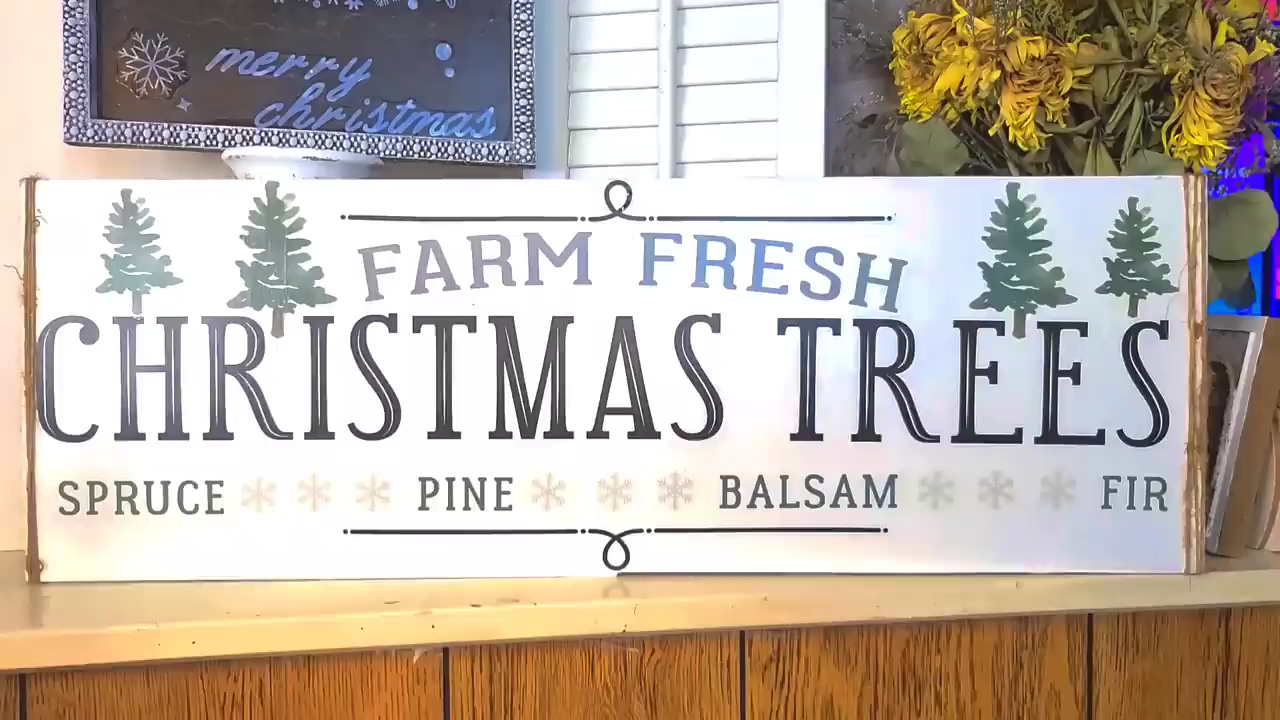 merry
christmas
FARM FRESH
CHRISTMAS TREES
SPRUCE PINE BALSAM FIR